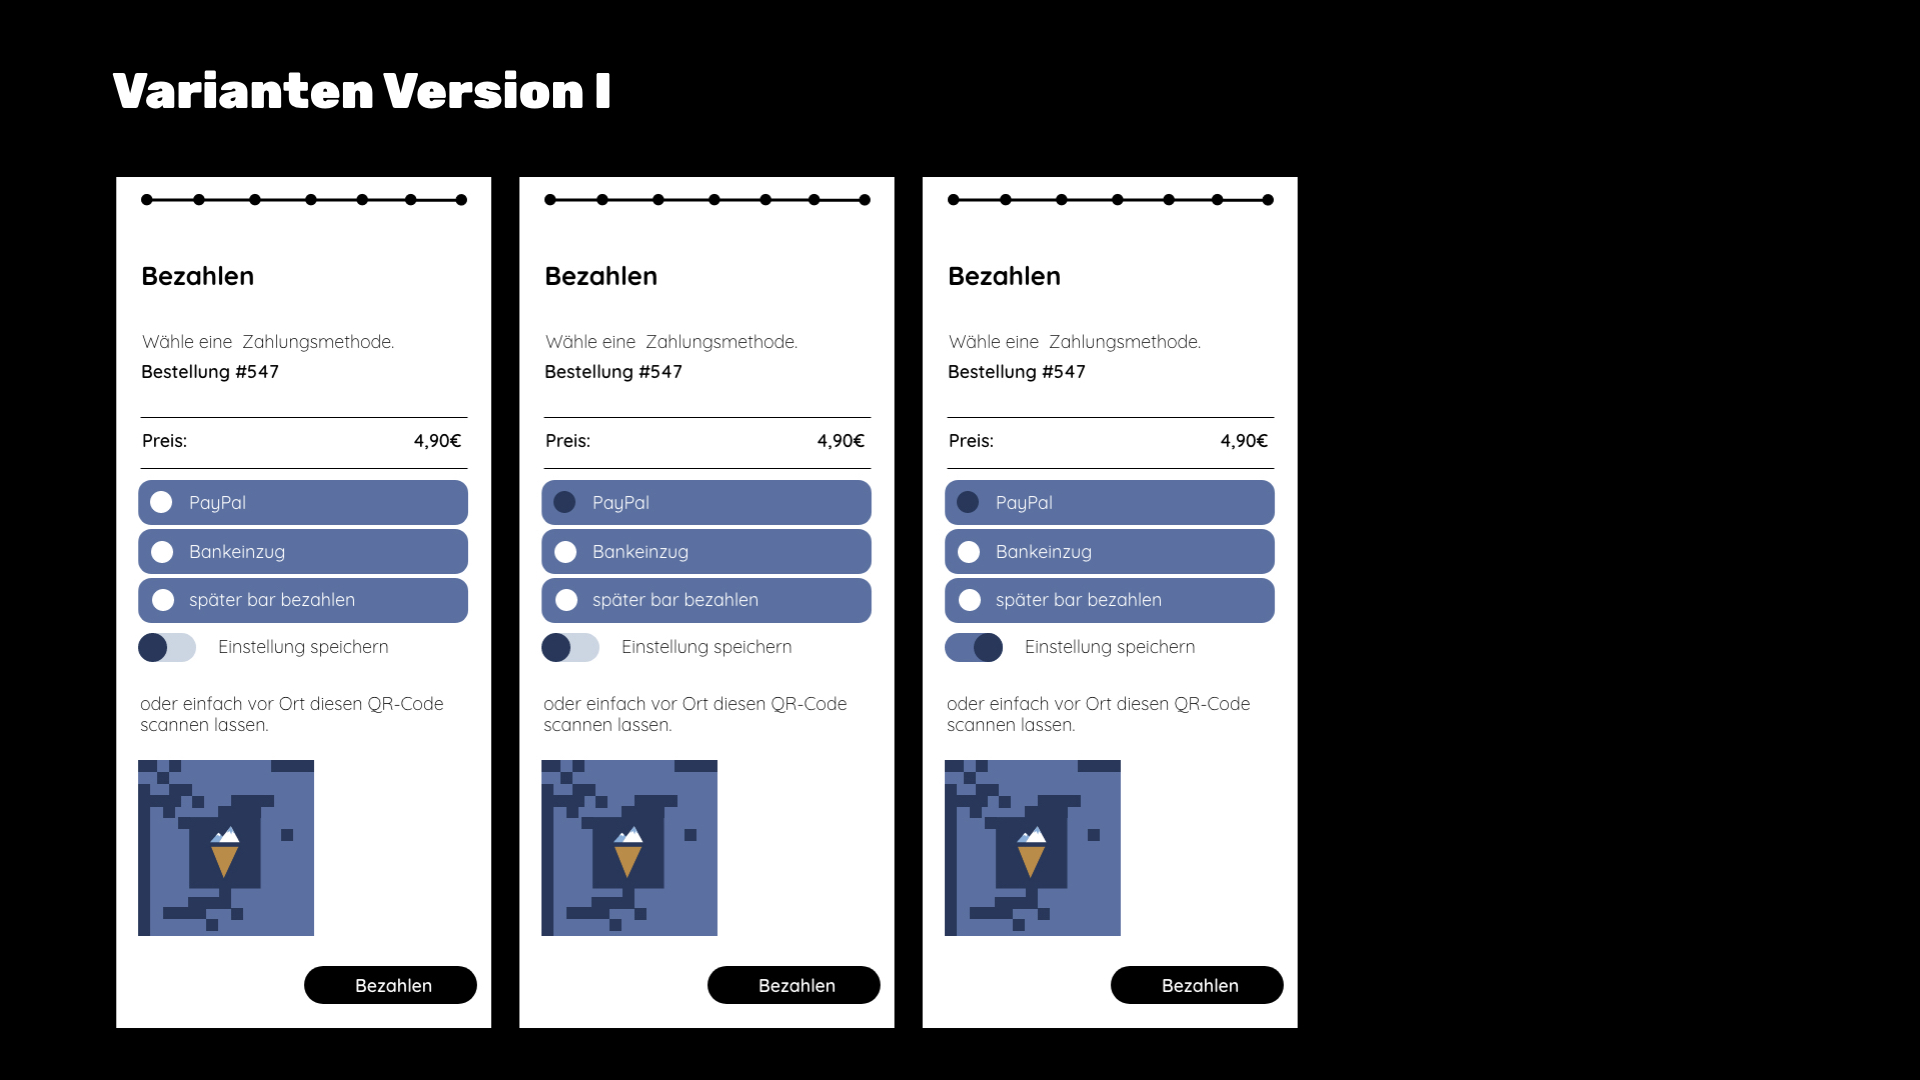 Varianten Version I
Bezahlen
Wähle eine  Zahlungsmethode.
Bestellung #547
Preis: 4,90€
PayPal
Bankeinzug
später bar bezahlen
Einstellung speichern
oder einfach vor Ort diesen QR-Code
scannen lassen.
Bezahlen
Bezahlen
Wähle eine  Zahlungsmethode.
Bestellung #547
Preis: 4,90€
PayPal
Bankeinzug
später bar bezahlen
Einstellung speichern
oder einfach vor Ort diesen QR-Code
scannen lassen.
Bezahlen
Bezahlen
Wähle eine  Zahlungsmethode.
Bestellung #547
Preis: 4,90€
PayPal
Bankeinzug
später bar bezahlen
Einstellung speichern
oder einfach vor Ort diesen QR-Code
scannen lassen.
Bezahlen